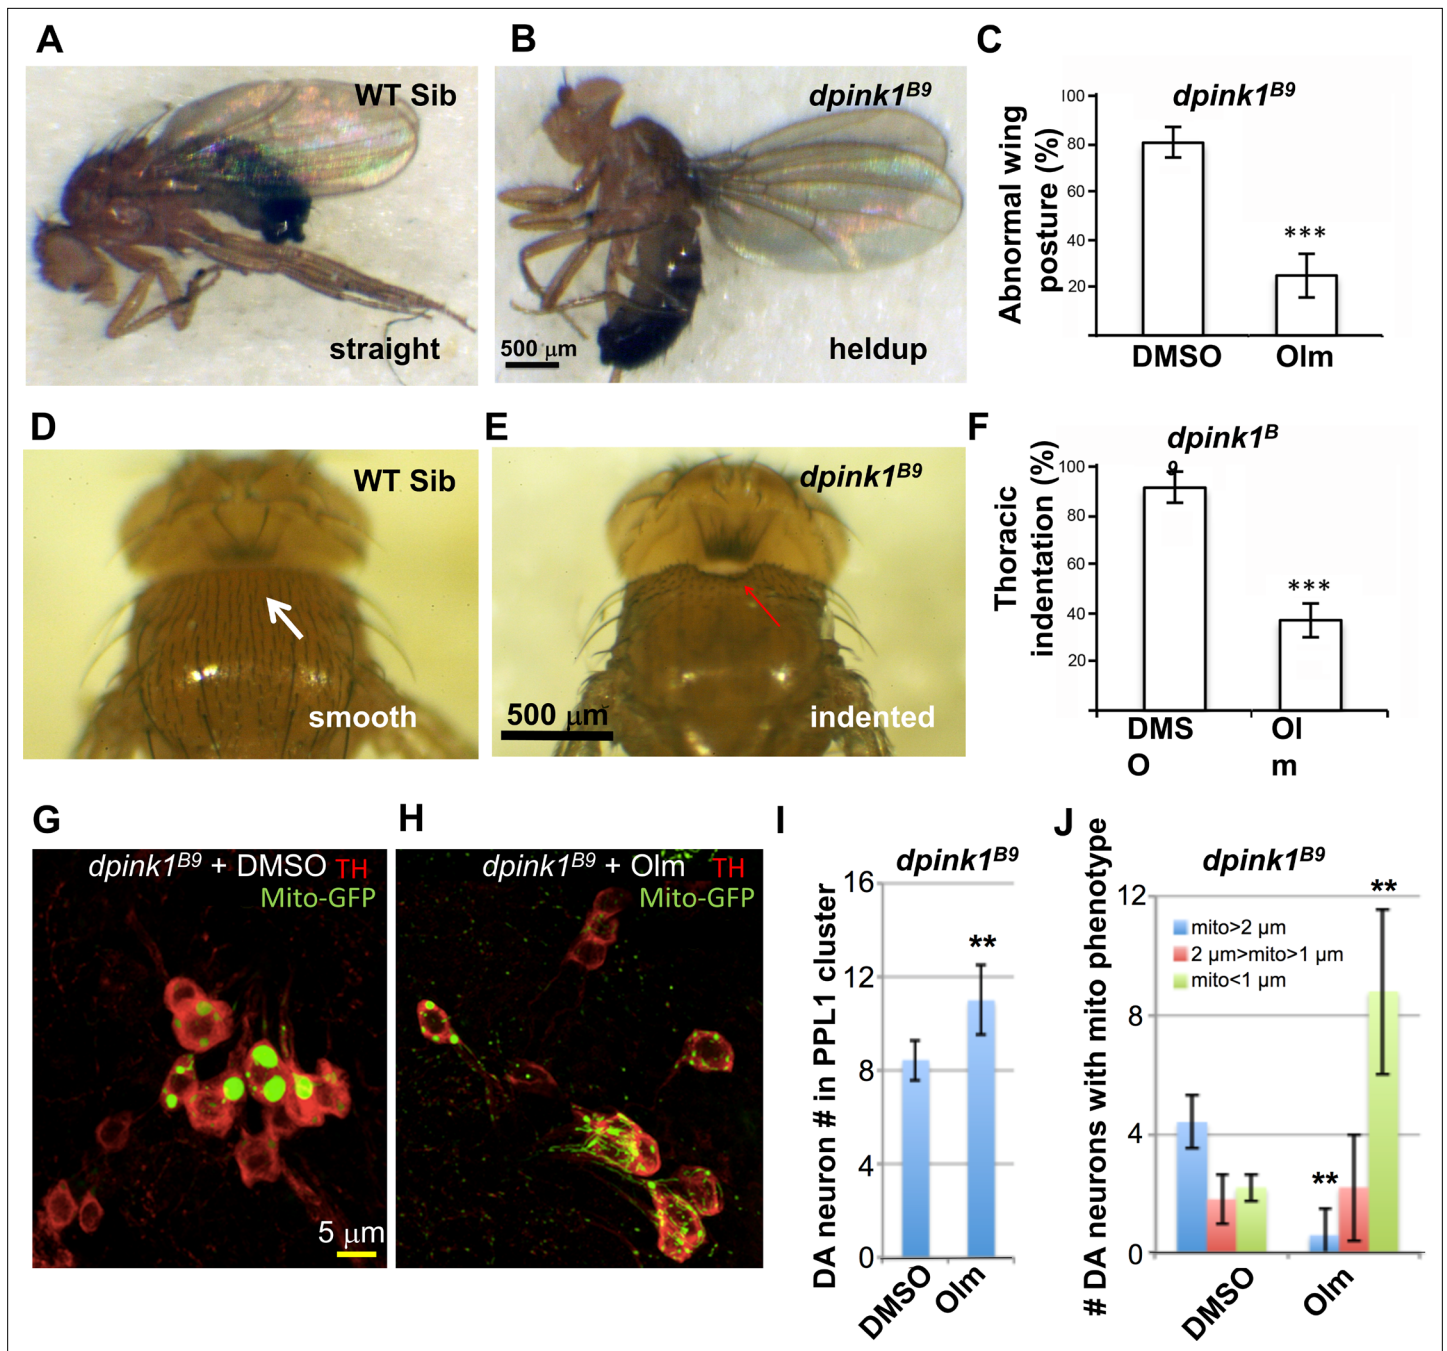 A
WT Sib
straight
B
dpink1B9
500 μm
heldup
C
dpink1B9
Abnormal wing
posture (%)
100
80
60
40
20
***
DMSO
Olm
D
WT Sib
smooth
E
dpink1B9
500 μm
indented
F
dpink1B
9
Thoracic
indentation (%)
100
80
60
40
20
***
DMS
O
Ol
m
G
dpink1B9 + DMSO TH
Mito-GFP
5 μm
H
dpink1B9 + Olm TH
Mito-GFP
I
dpink1B9
DA neuron # in PPL1 cluster
16
12
8
4
0
**
DMSO
Olm
J
dpink1B9
# DA neurons with mito phenotype
12
8
4
0
mito>2 μm
2 μm>mito>1 μm
mito<1 μm
**
**
DMSO
Olm